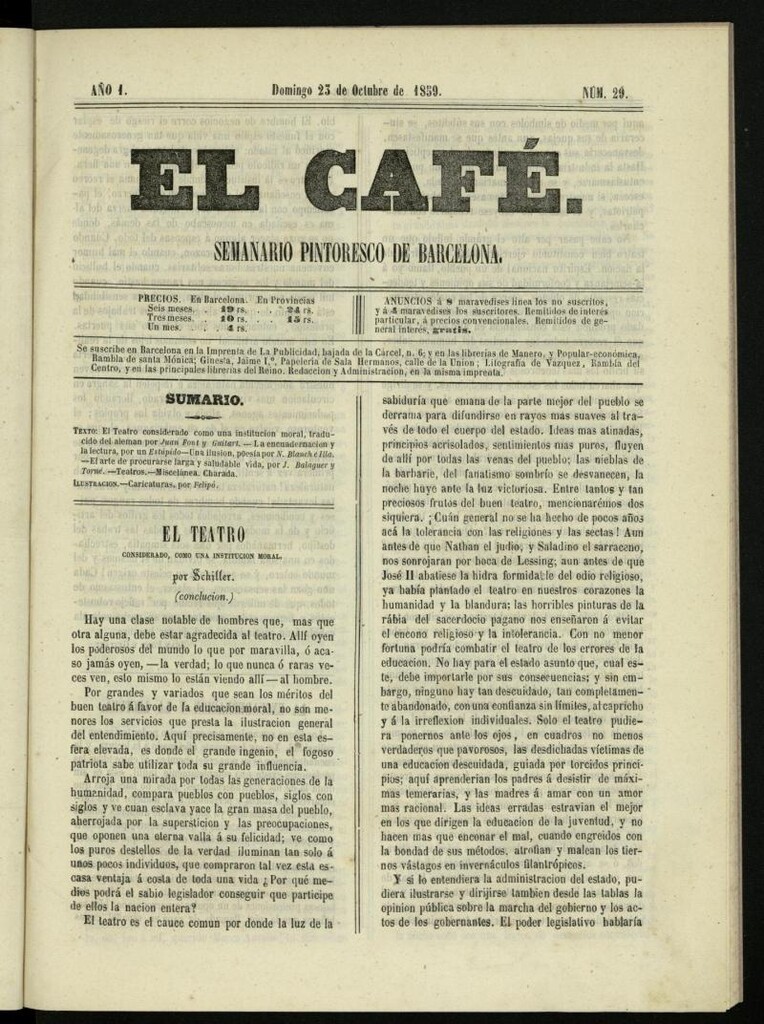 AÑO 1.
Domingo 23 de Octubre de 1859.
NÚM. 29.
EL CAFÉ.
SEMANARIO PINTORESCO DE BARCELONA.
PRECIOS. En Barcelona. En Provincias
Seis meses. . 19 rs. . . 24 rs.
Tres meses. . 10 rs. . . 15 rs.
Un mes. . . 4 rs.
ANUNCIOS á 8 maravedises linea los no suscritos,
y á 4 maravedises los suscritores. Remitidos de interés
particular, á precios convencionales. Remitidos de ge-
neral interés, gratis.
Se suscribe en Barcelona en la Imprenta de La Publicidad, bajada de la Cárcel, n. 6; y en las librerías de Manero, y Popular-económica,
Rambla de santa Mónica; Ginesta, Jaime I.º, Papelería de Sala Hermanos, calle de la Union; Litografía de Vazquez, Rambla del
Centro, y en las principales librerías del Reino. Redaccion y Administracion, en la misma imprenta.
SUMARIO.
TEXTO: El Teatro considerado como una institucion moral, tradu-
cido del aleman por Juan Font y Guitart. — La encuadernacion y
la lectura, por un Estúpido—Una ilusion, poésia por N. Blanch e Illa.
—El arte de procurarse larga y saludable vida, por J. Balaguer y
Torné. —Teatros.—Miscelánea. Charada.
ILUSTRACION.—Caricaturas, por Felipó.
EL TEATRO
CONSIDERADO, COMO UNA INSTITUCION MORAL,
por Schiller.
(conclucion.)
Hay una clase notable de hombres que, mas que
otra alguna, debe estar agradecida al teatro. Allí oyen
los poderosos del mundo lo que por maravilla, ó aca-
so jamás oyen, — la verdad; lo que nunca ó raras ve-
ces ven, esto mismo lo están viendo allí — al hombre.
Por grandes y variados que sean los méritos del
buen teatro á favor de la educacion moral, no son me-
nores los servicios que presta la ilustracion general
del entendimiento. Aquí precisamente, no en esta es-
fera elevada, es donde el grande ingenio, el fogoso
patriota sabe utilizar toda su grande influencia.
Arroja una mirada por todas las generaciones de la
humanidad, compara pueblos con pueblos, siglos con
siglos y ve cuan esclava yace la gran masa del pueblo,
aherrojada por la supersticion y las preocupaciones,
que oponen una eterna valla á su felicidad; ve como
los puros destellos de la verdad iluminan tan solo á
unos pocos individuos, que compraron tal vez esta es-
casa ventaja á costa de toda una vida ¿Por qué me-
dios podrá el sabio legislador conseguir que participe
de ellos la nacion entera?
El teatro es el cauce comun por donde la luz de la
sabiduría que emana de la parte mejor del pueblo se
derrama para difundirse en rayos mas suaves al tra-
vés de todo el cuerpo del estado. Ideas mas atinadas,
principios acrisolados, sentimientos mas puros, fluyen
de allí por todas las venas del pueblo; las nieblas de
la barbarie, del fanatismo sombrío se desvanecen, la
noche huye ante la luz victoriosa. Entre tantos y tan
preciosos frutos del buen teatro, mencionarémos dos
siquiera. ¡Cuán general no se ha hecho de pocos años
acá la tolerancia con las religiónes y las sectas! Aun
antes de que Nathan el judio, y Saladino el sarraceno,
nos sonrojaran por boca de Lessing; aun antes de que
José II abatiese la hidra formidable del odio religioso,
ya había plantado el teatro en nuestros corazones la
humanidad y la blandura; las horribles pinturas de la
rábia del sacerdocio pagano nos enseñaron á evitar
el encono religioso y la intolerancia. Con no menor
fortuna podría combatir el teatro de los errores de la
educacion. No hay para el estado asunto que, cual es-
te, debe importarle por sus consecuencias; y sin em-
bargo, ninguno hay tan descuidado, tan completamen-
te abandonado, con una confianza sin límites, al capricho
y á la irreflexion individuales. Solo el teatro pudie-
ra ponernos ante los ojos, en cuadros no menos
verdaderos que pavorosos, las desdichadas víctimas de
una educacion descuidada, guiada por torcidos princi-
pios; aquí aprenderian los padres á desistir de máxi-
mas temerarias, y las madres á amar con un amor
mas racional. Las ideas erradas estravian el mejor
en los que dirigen la educacion de la juventud, y no
hacen mas que enconar el mal, cuando engreidos con
la bondad de sus métodos, atrofian y malean los tier-
nos vástagos en invernáculos filantrópicos.
Y si lo entendiera la administracion del estado, pu-
diera ilustrarse y dirijirse tambien desde las tablas la
opinion pública sobre la marcha del gobierno y los ac-
tos de los gobernantes. El poder legislativo hablaría